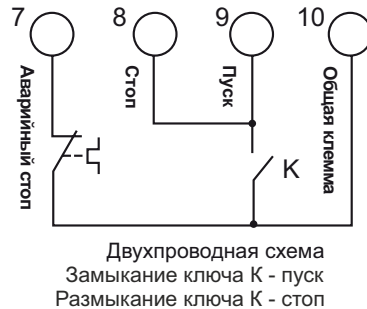 7 8 9 10
Аварийный стоп
Стоп
Пуск
Общая клемма
K
Двухпроводная схема
Замыкание ключа К - пуск
Размыкание ключа К - стоп